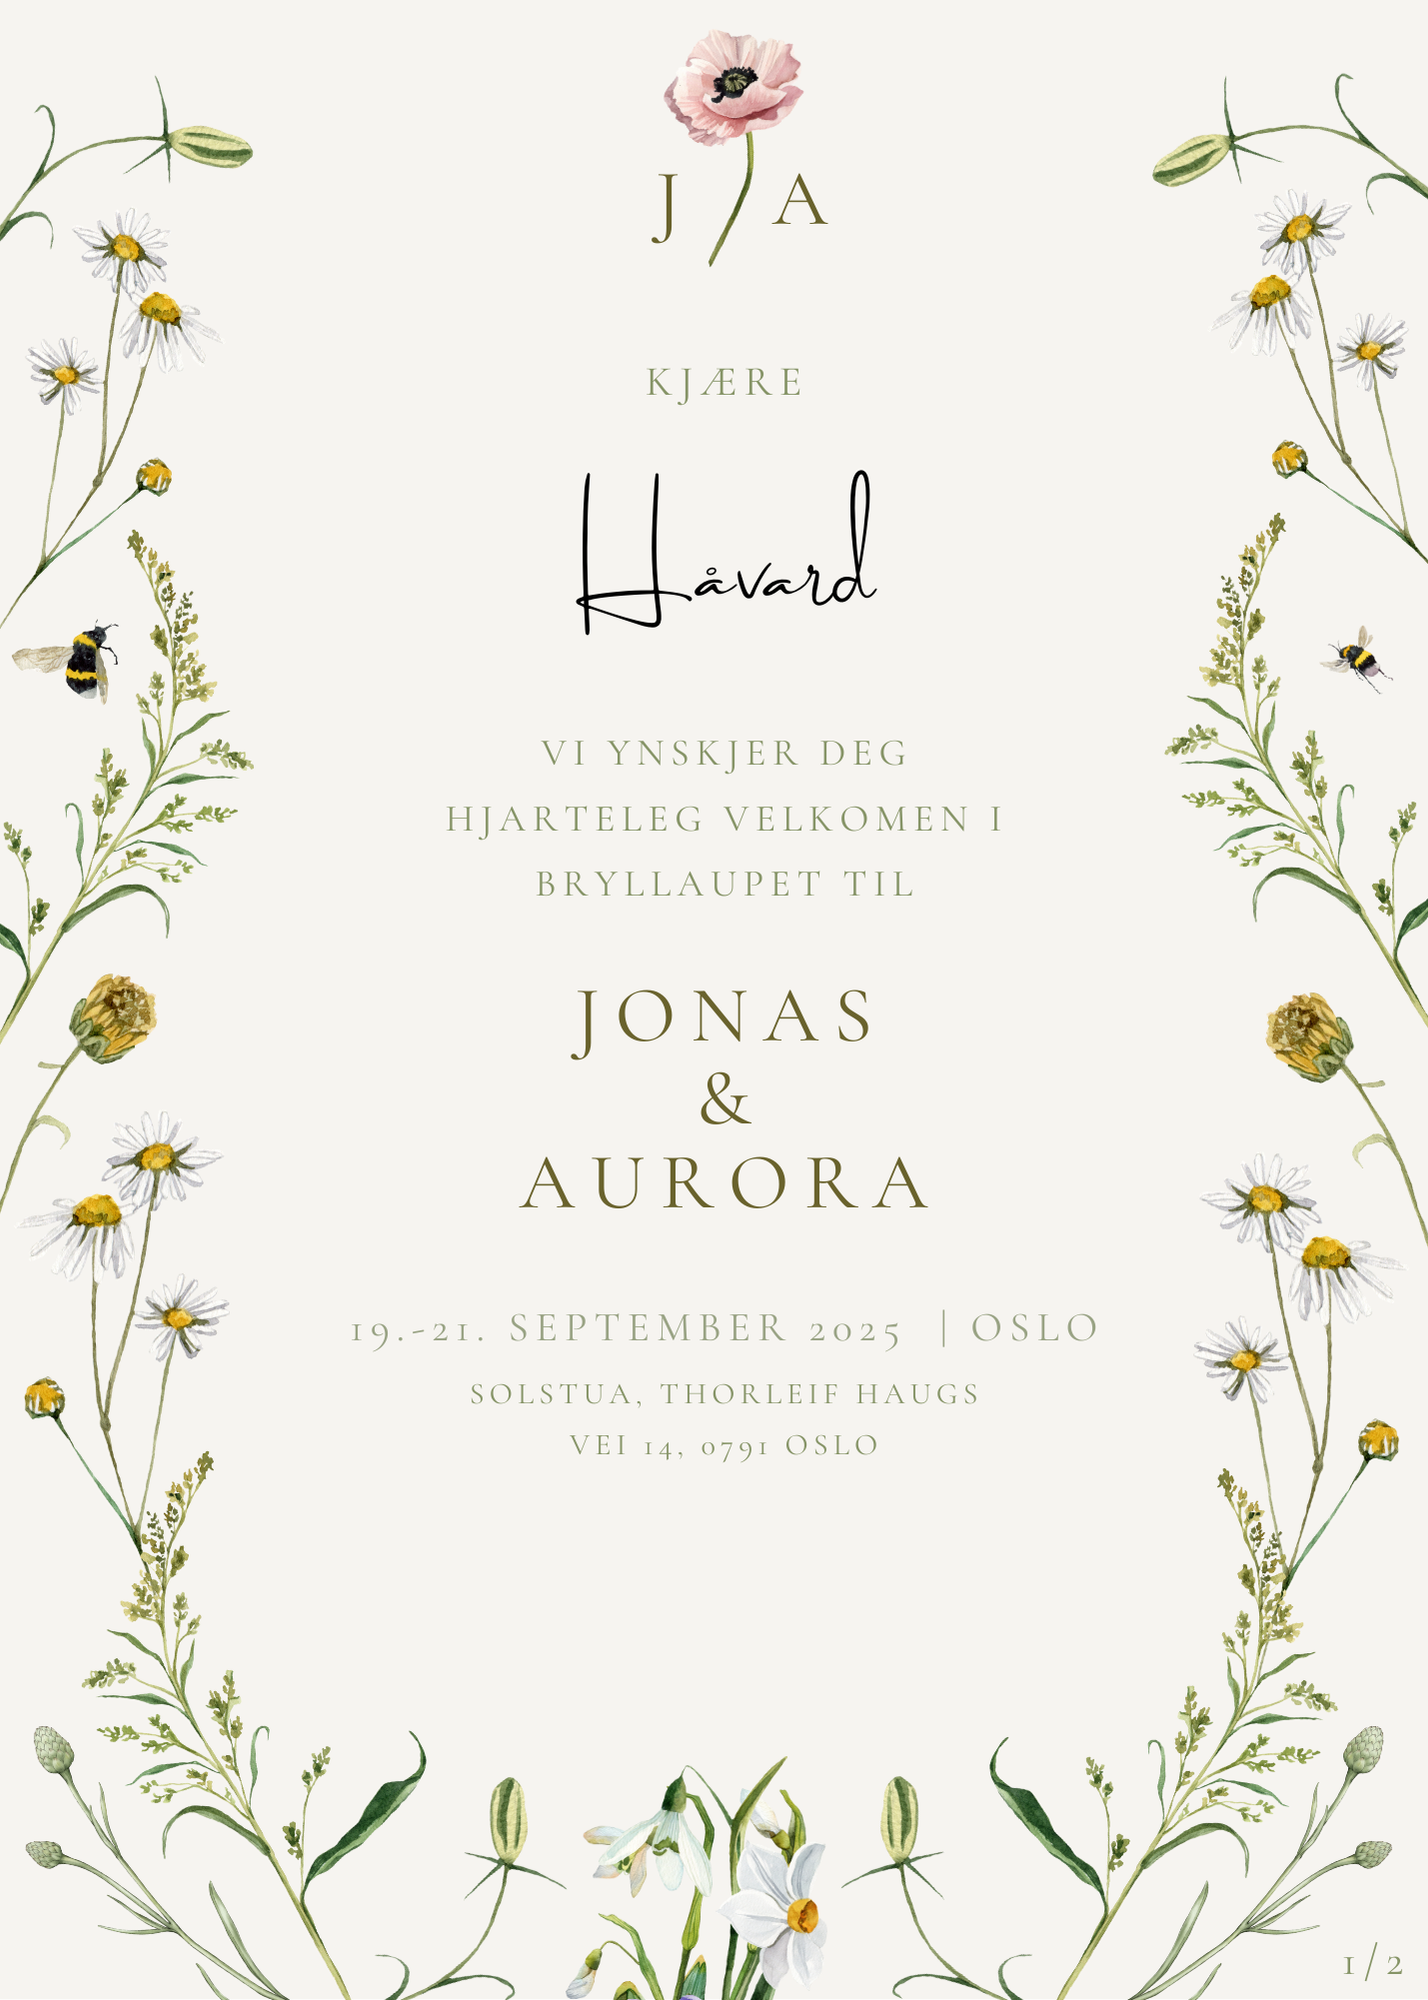 J A
KJÆRE
Håvard
VI YNSKJER DEG
HJARTELEG VELKOMEN I
BRYLLAUPET TIL
JONAS
&
AURORA
19.-21. SEPTEMBER 2025 | OSLO
SOLSTUA, THORLEIF HAUGS
VEI 14, 0791 OSLO
1/2